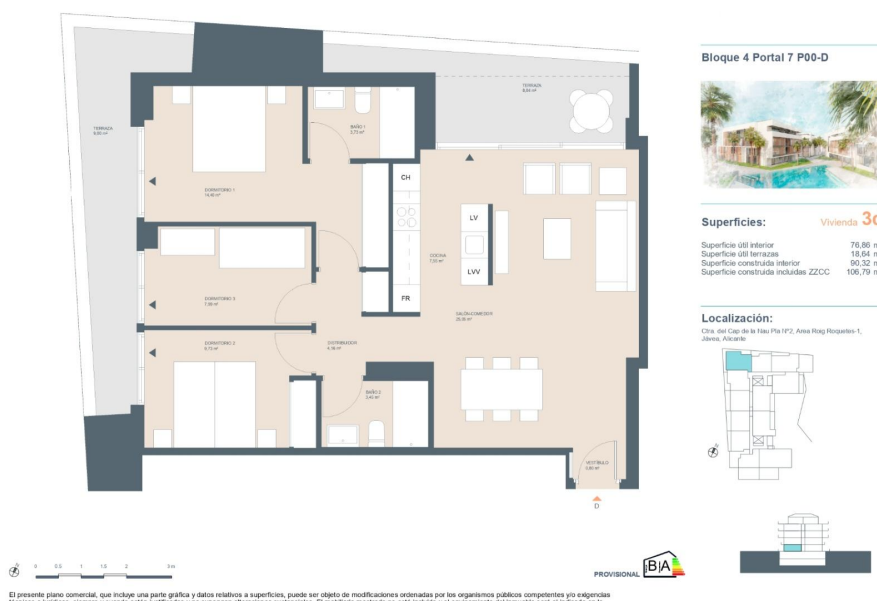 Bloque 4 Portal 7 P00-D
TERRAZA
TERRAZA
BAÑO 1
DORMITORIO 1
CH
LV
LVV
FR
COCINA
SALÓN-COMEDOR
DORMITORIO 3
DORMITORIO 2
DISTRIBUIDOR
BAÑO 2
VESTÍBULO
D
Superficies:
Vivienda 3d
Superficie útil interior 76,86 m
Superficie útil terrazas 18,64 m
Superficie construida interior 90,32 m
Superficie construida incluidas ZZCC 106,79 m
Localización:
Ctra. del Cap de la Nau Pla Nº2, Area Roig Roquetes-1,
Jávea, Alicante
0 0.5 1 1.5 2 3 m
PROVISIONAL
B|A
El presente plano comercial, que incluye una parte gráfica y datos relativos a superficies, puede ser objeto de modificaciones ordenadas por los organismos públicos competentes y/o exigencias